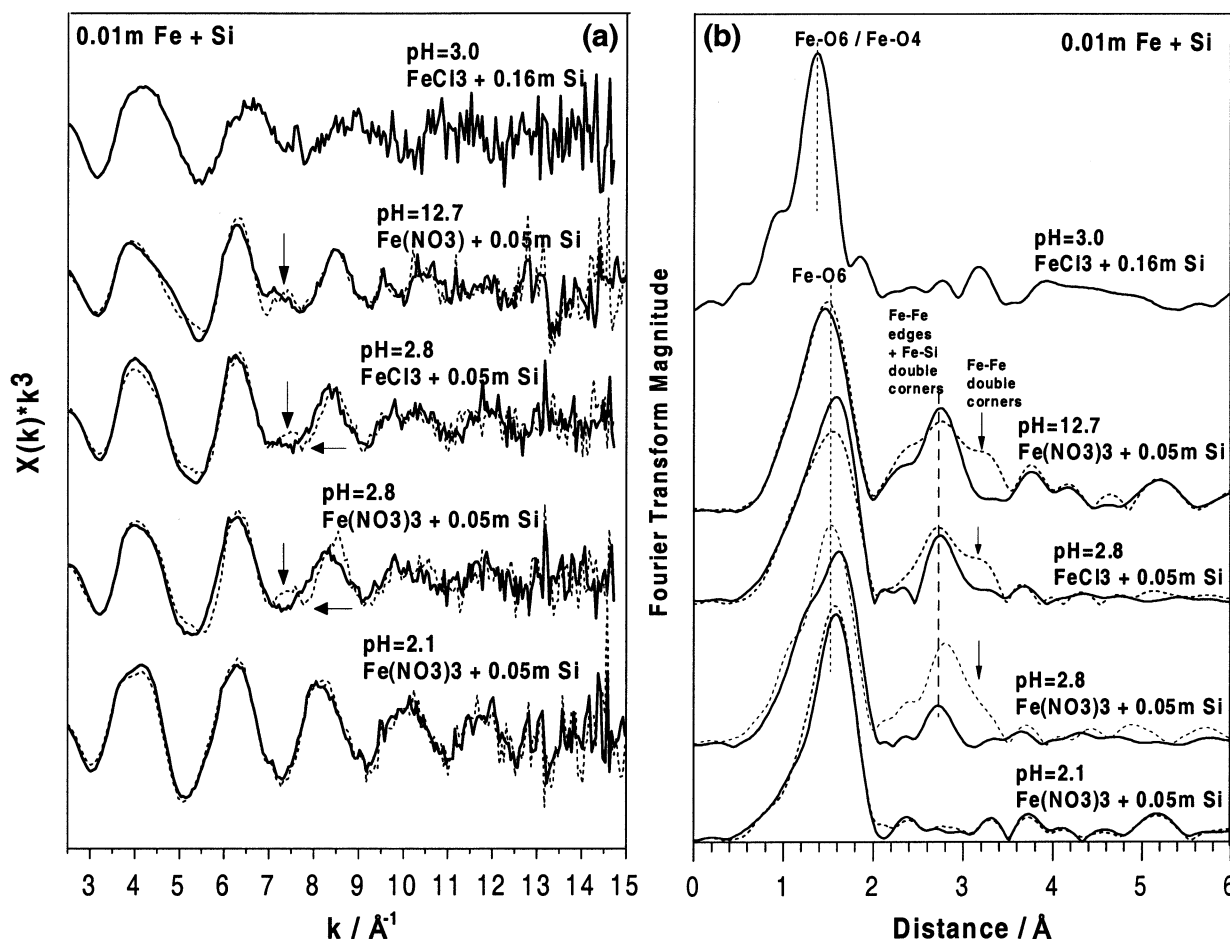 0.01m Fe + Si
(a)
pH=3.0
FeCl3 + 0.16m Si
pH=12.7
Fe(NO3) + 0.05m Si
pH=2.8
FeCl3 + 0.05m Si
pH=2.8
Fe(NO3)3 + 0.05m Si
pH=2.1
Fe(NO3)3 + 0.05m Si
X(k)*k3
3 4 5 6 7 8 9 10 11 12 13 14 15
k / Å-1
(b)
Fe-O6 / Fe-O4
0.01m Fe + Si
pH=3.0
FeCl3 + 0.16m Si
Fe-O6
Fe-Fe
edges
+ Fe-Si
double
corners
Fe-Fe
double
corners
pH=12.7
Fe(NO3)3 + 0.05m Si
pH=2.8
FeCl3 + 0.05m Si
pH=2.8
Fe(NO3)3 + 0.05m Si
pH=2.1
Fe(NO3)3 + 0.05m Si
Fourier Transform Magnitude
0 1 2 3 4 5 6
Distance / Å